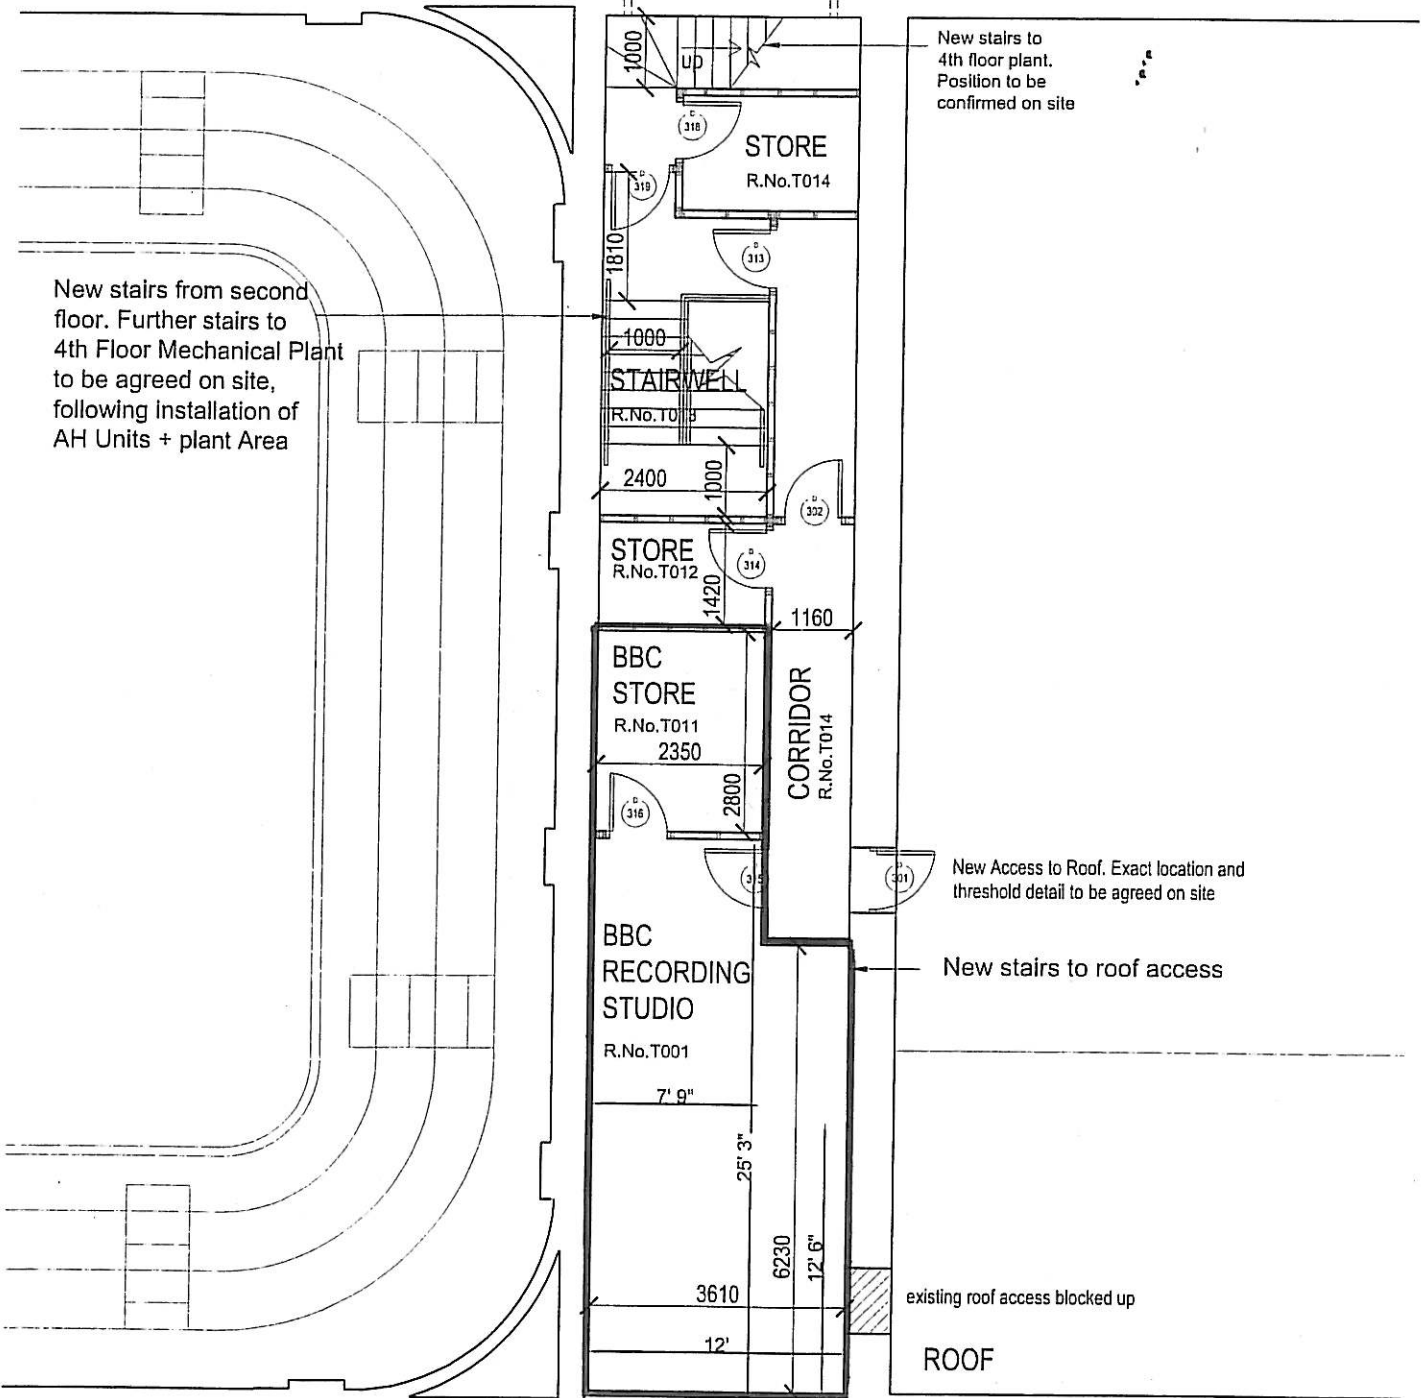 New stairs to
4th floor plant.
Position to be
confirmed on site
1000
UP
D
318
STORE
R.No.T014
D
319
1810
D
313
New stairs from second
floor. Further stairs to
4th Floor Mechanical Plant
to be agreed on site,
following installation of
AH Units + plant Area
1000
STAIRWELL
2400
1000
D
302
STORE
R.No.T012
D
314
1420
1160
BBC
STORE
R.No.T011
2350
2800
CORRIDOR
R.No.T014
D
316
315
301
New Access to Roof. Exact location and
threshold detail to be agreed on site
BBC
RECORDING
STUDIO
R.No.T001
New stairs to roof access
7' 9"
25' 3"
6230
12' 6"
3610
existing roof access blocked up
12'
ROOF